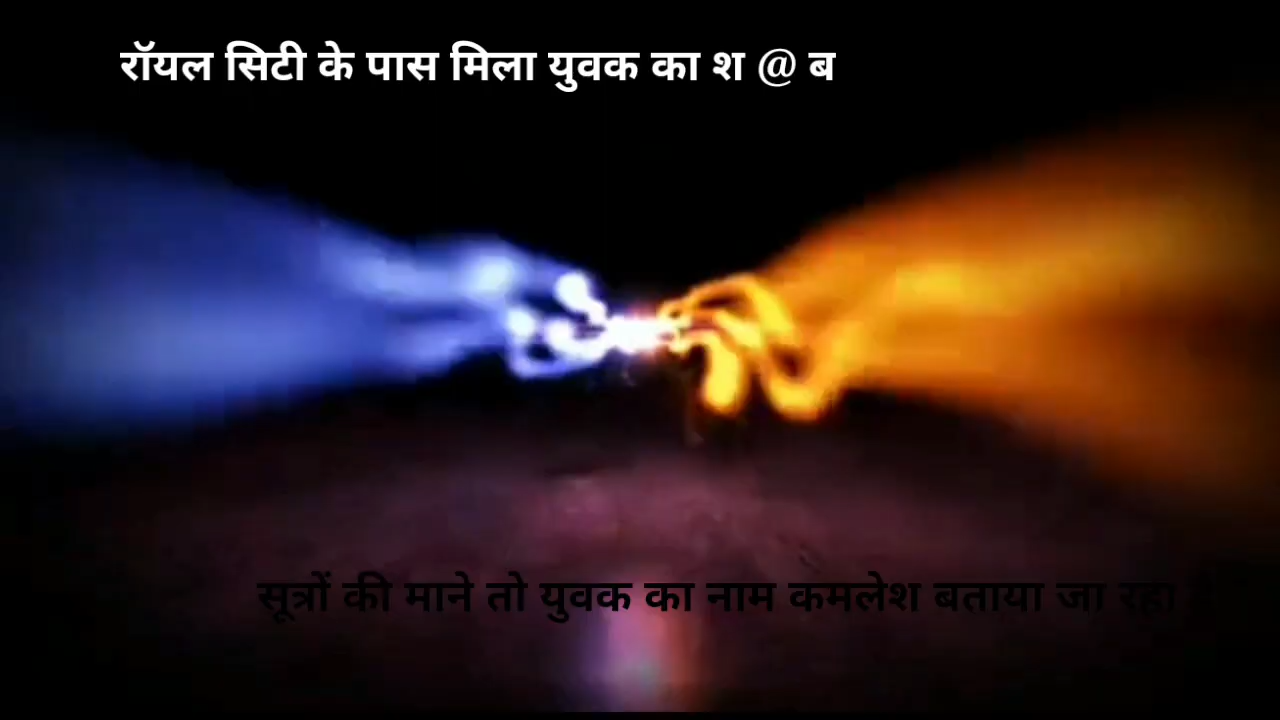 रॉयल सिटी के पास मिला युवक का श @ ब
सूत्रों की माने तो युवक का नाम कमलेश बताया जा रहा